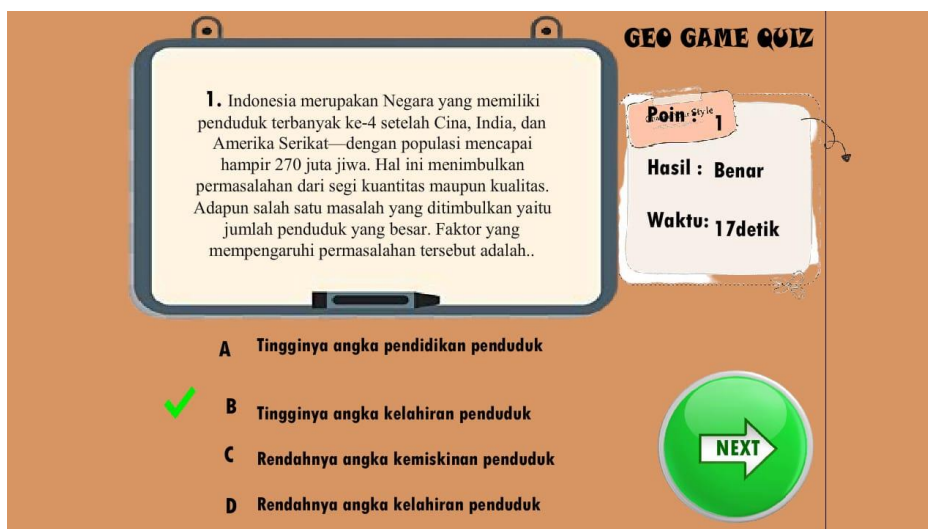 GEO GAME QUIZ
1. Indonesia merupakan Negara yang memiliki
penduduk terbanyak ke-4 setelah Cina, India, dan
Amerika Serikat—dengan populasi mencapai
hampir 270 juta jiwa. Hal ini menimbulkan
permasalahan dari segi kuantitas maupun kualitas.
Adapun salah satu masalah yang ditimbulkan yaitu
jumlah penduduk yang besar. Faktor yang
mempengaruhi permasalahan tersebut adalah..
Poin : 1
Style
Hasil : Benar
Waktu: 17detik
A Tingginya angka pendidikan penduduk
B Tingginya angka kelahiran penduduk
C Rendahnya angka kemiskinan penduduk
D Rendahnya angka kelahiran penduduk
NEXT